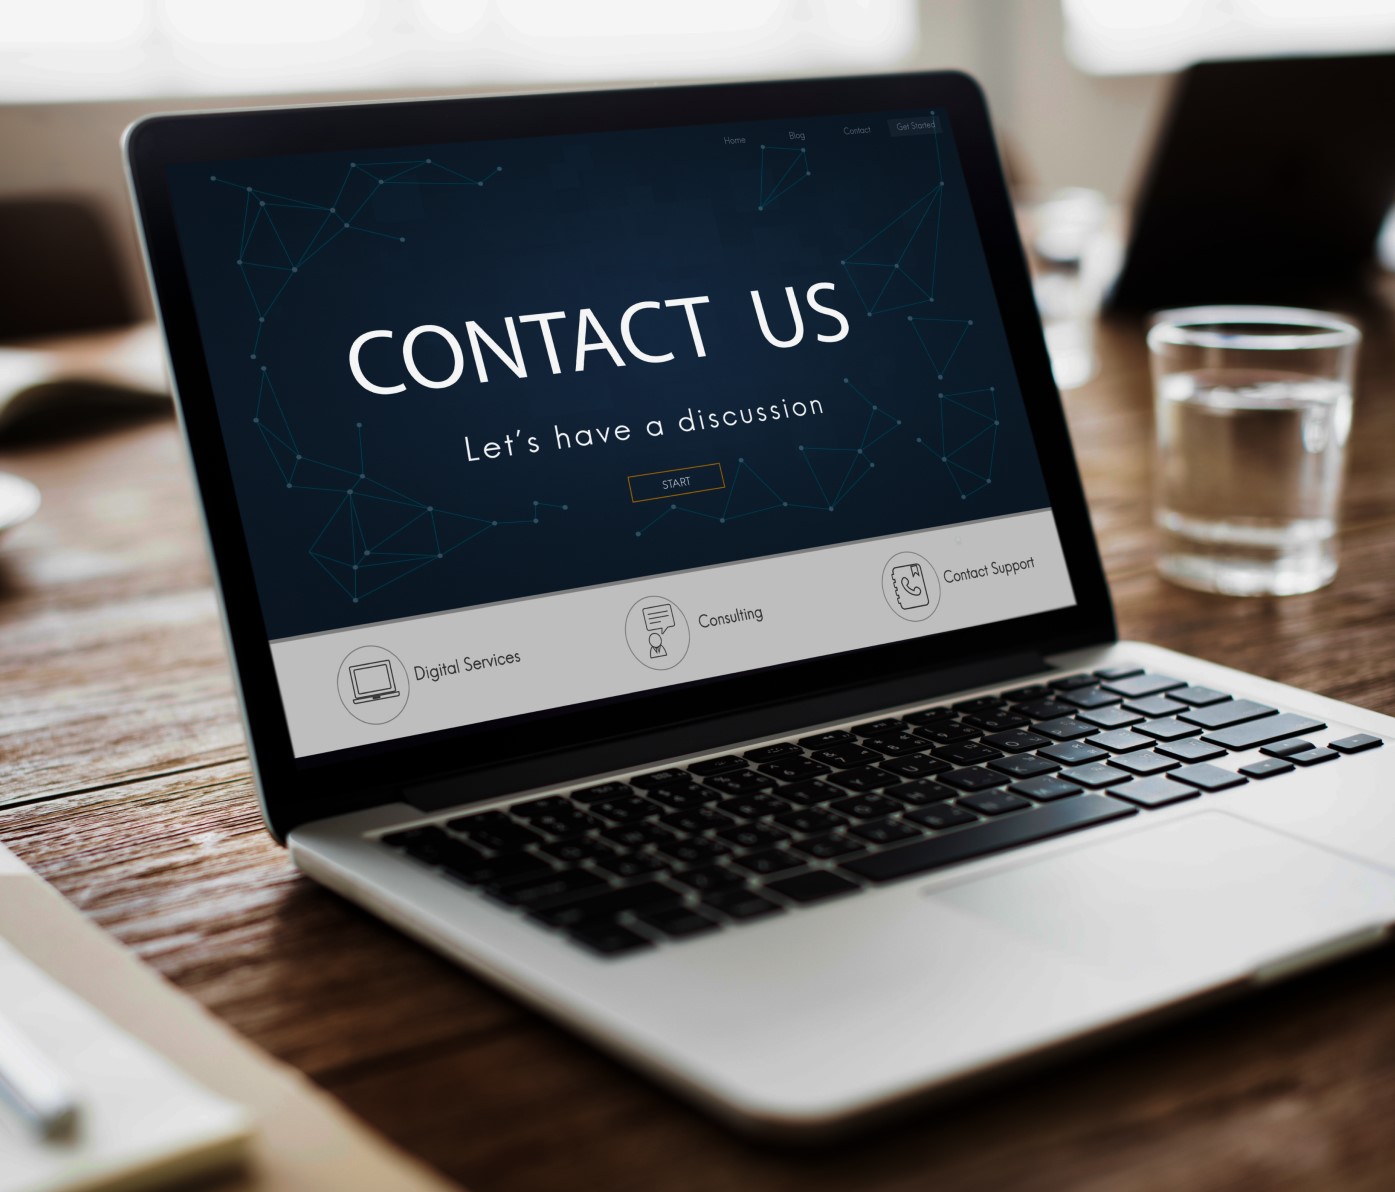 Home Blog Contact Get Started
CONTACT US
Let's have a discussion
START
Digital Services
Consulting
Contact Support